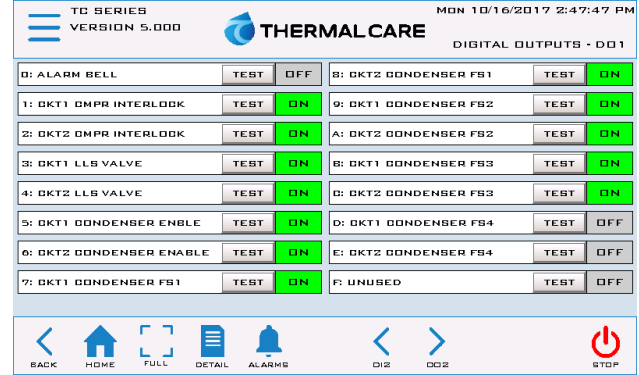 TC SERIES
VERSION 5.000
THERMALCARE
MON 10/16/2017 2:47:47 PM
DIGITAL OUTPUTS - DO1
0: ALARM BELL TEST OFF
8: CKT2 CONDENSER FS1 TEST ON
1: CKT1 CMPR INTERLOCK TEST ON
9: CKT1 CONDENSER FS2 TEST ON
2: CKT2 CMPR INTERLOCK TEST ON
A: CKT2 CONDENSER FS2 TEST ON
3: CKT1 LLS VALVE TEST ON
B: CKT1 CONDENSER FS3 TEST ON
4: CKT2 LLS VALVE TEST ON
C: CKT2 CONDENSER FS3 TEST ON
5: CKT1 CONDENSER ENBLE TEST ON
D: CKT1 CONDENSER FS4 TEST OFF
6: CKT2 CONDENSER ENABLE TEST ON
E: CKT2 CONDENSER FS4 TEST OFF
7: CKT1 CONDENSER FS1 TEST ON
F: UNUSED TEST OFF
BACK HOME FULL DETAIL ALARMS DI2 DO2 STOP